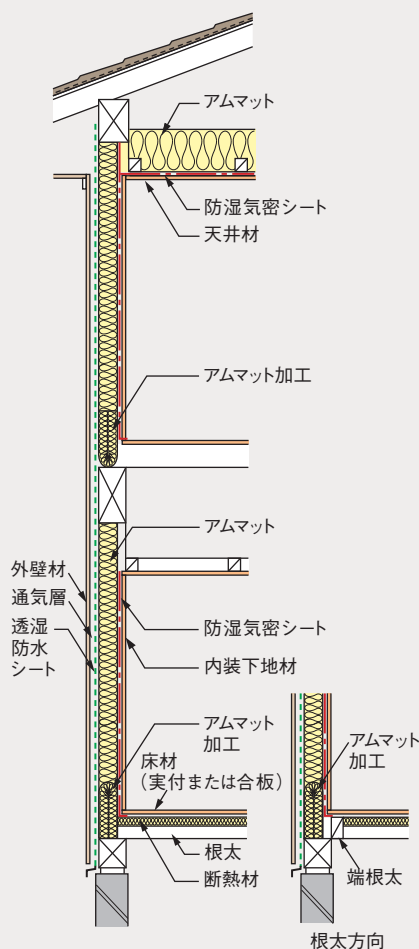 アムマット
防湿気密シート
天井材
アムマット加工
アムマット
外壁材
通気層
透湿
防水
シート
防湿気密シート
内装下地材
アムマット
加工
床材
(実付または合板)
根太
断熱材
アムマット
加工
端根太
根太方向